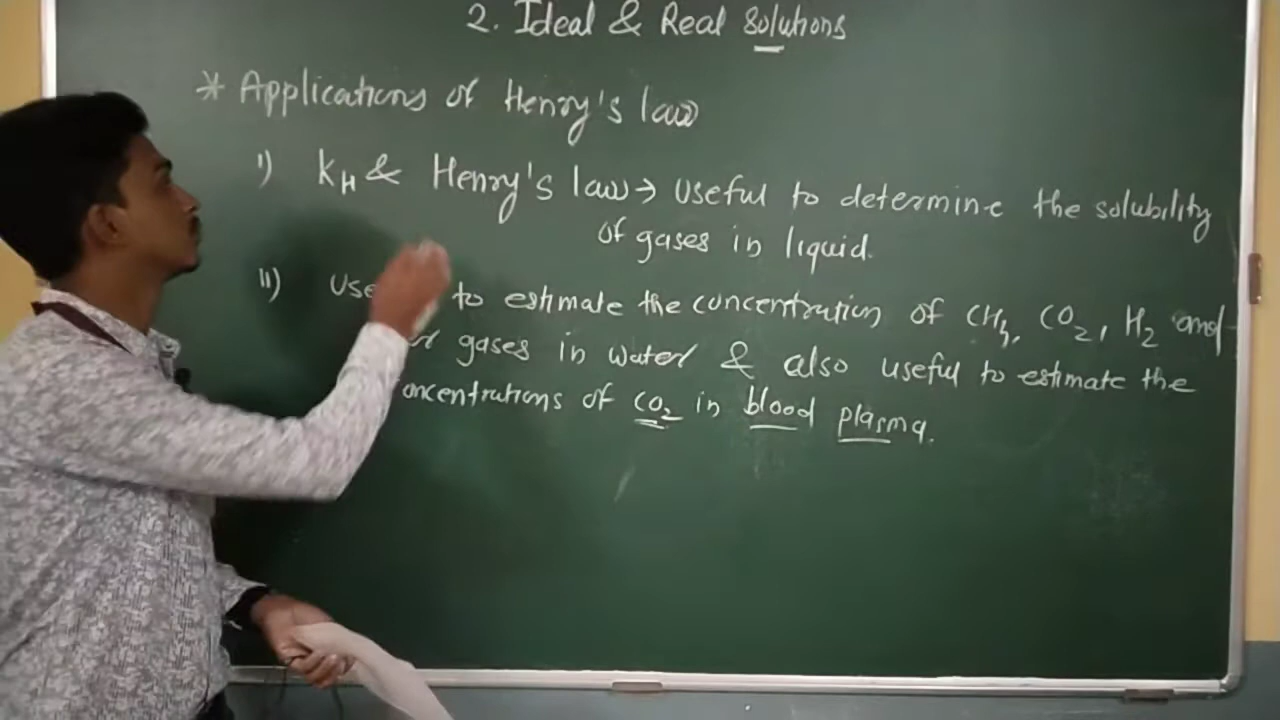 2. Ideal & Real Solutions
* Applications of Henry's law
i) KH & Henry's law → useful to determine the solubility
of gases in liquid.
ii) to estimate the concentration of CH4, CO2, H2 and
gases in water & also useful to estimate the
of CO2 in blood plasma.